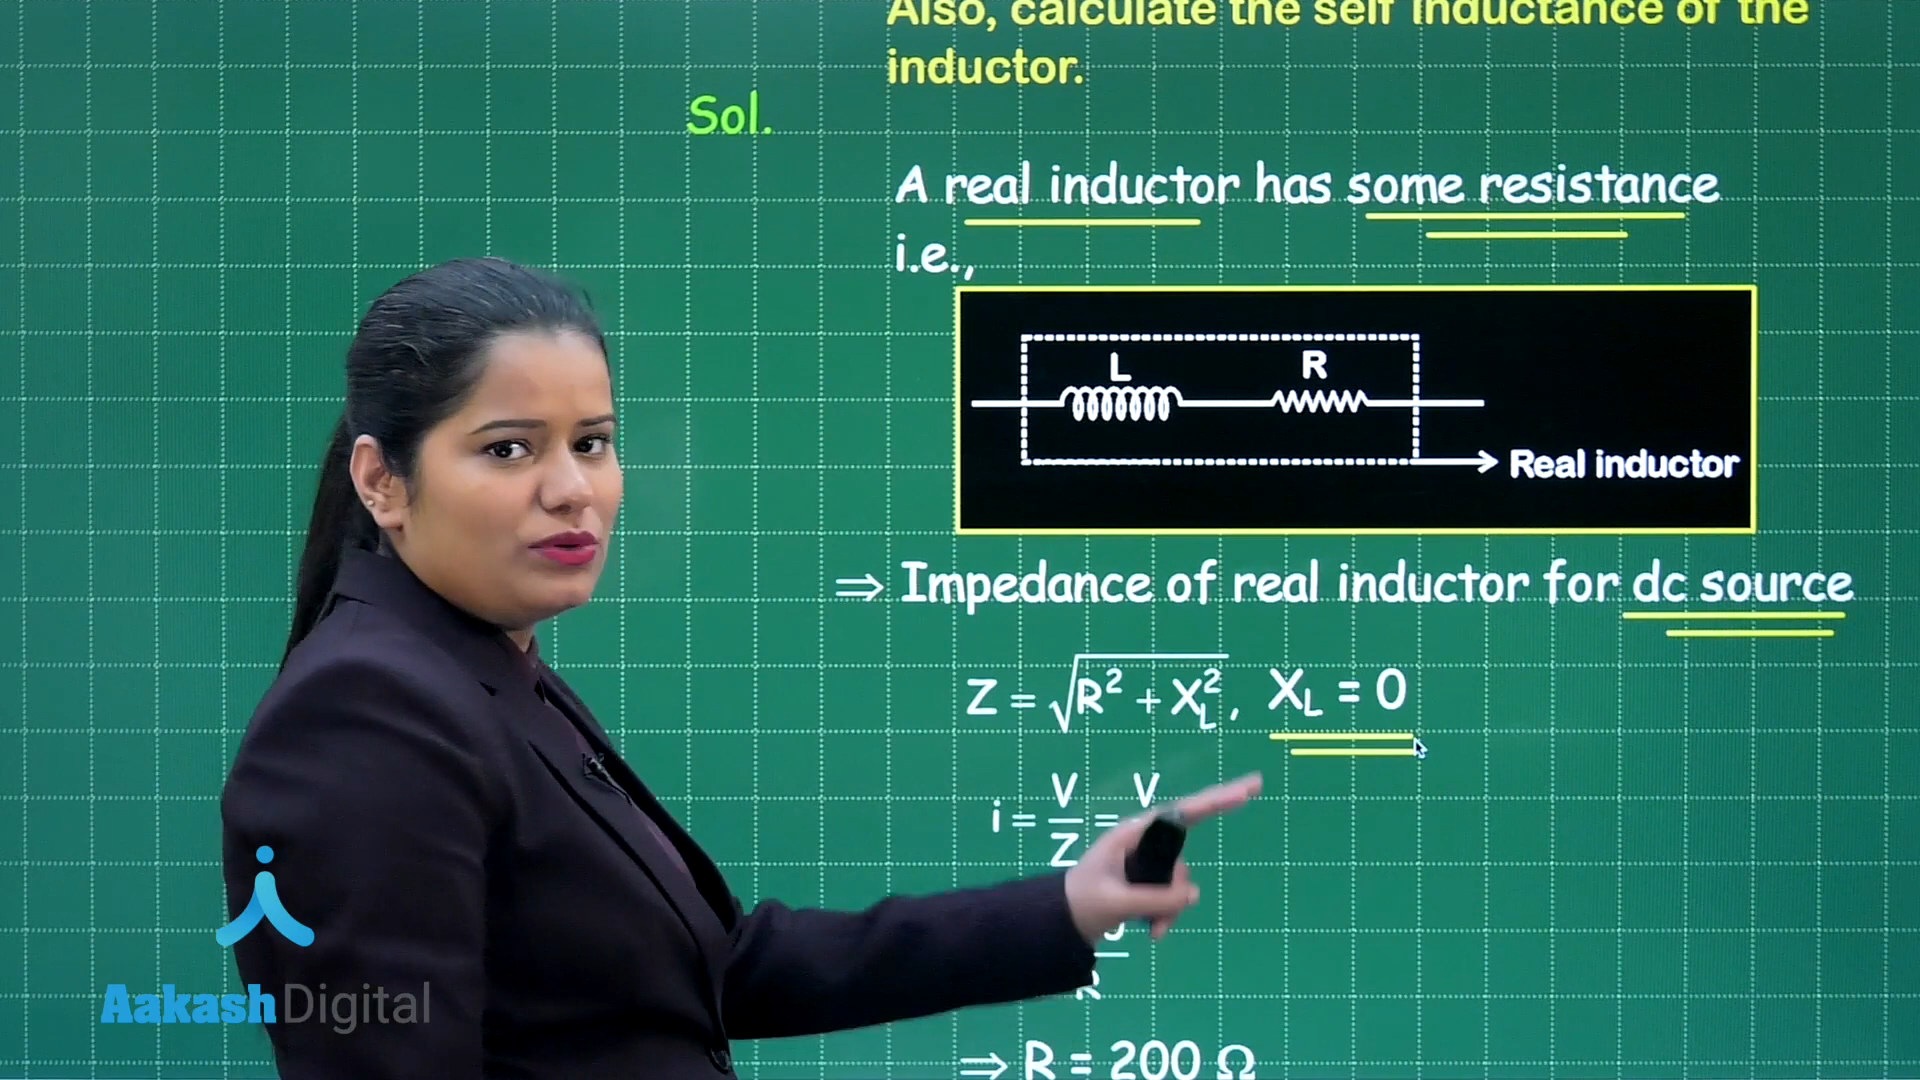 Also, calculate the self inductance of the
inductor.
Sol.
A real inductor has some resistance
i.e.,
L R
Real inductor
⇒ Impedance of real inductor for dc source
Z = √(R² + X_L²), X_L = 0
i = V/Z = V
⇒ R = 200 Ω
Aakash Digital